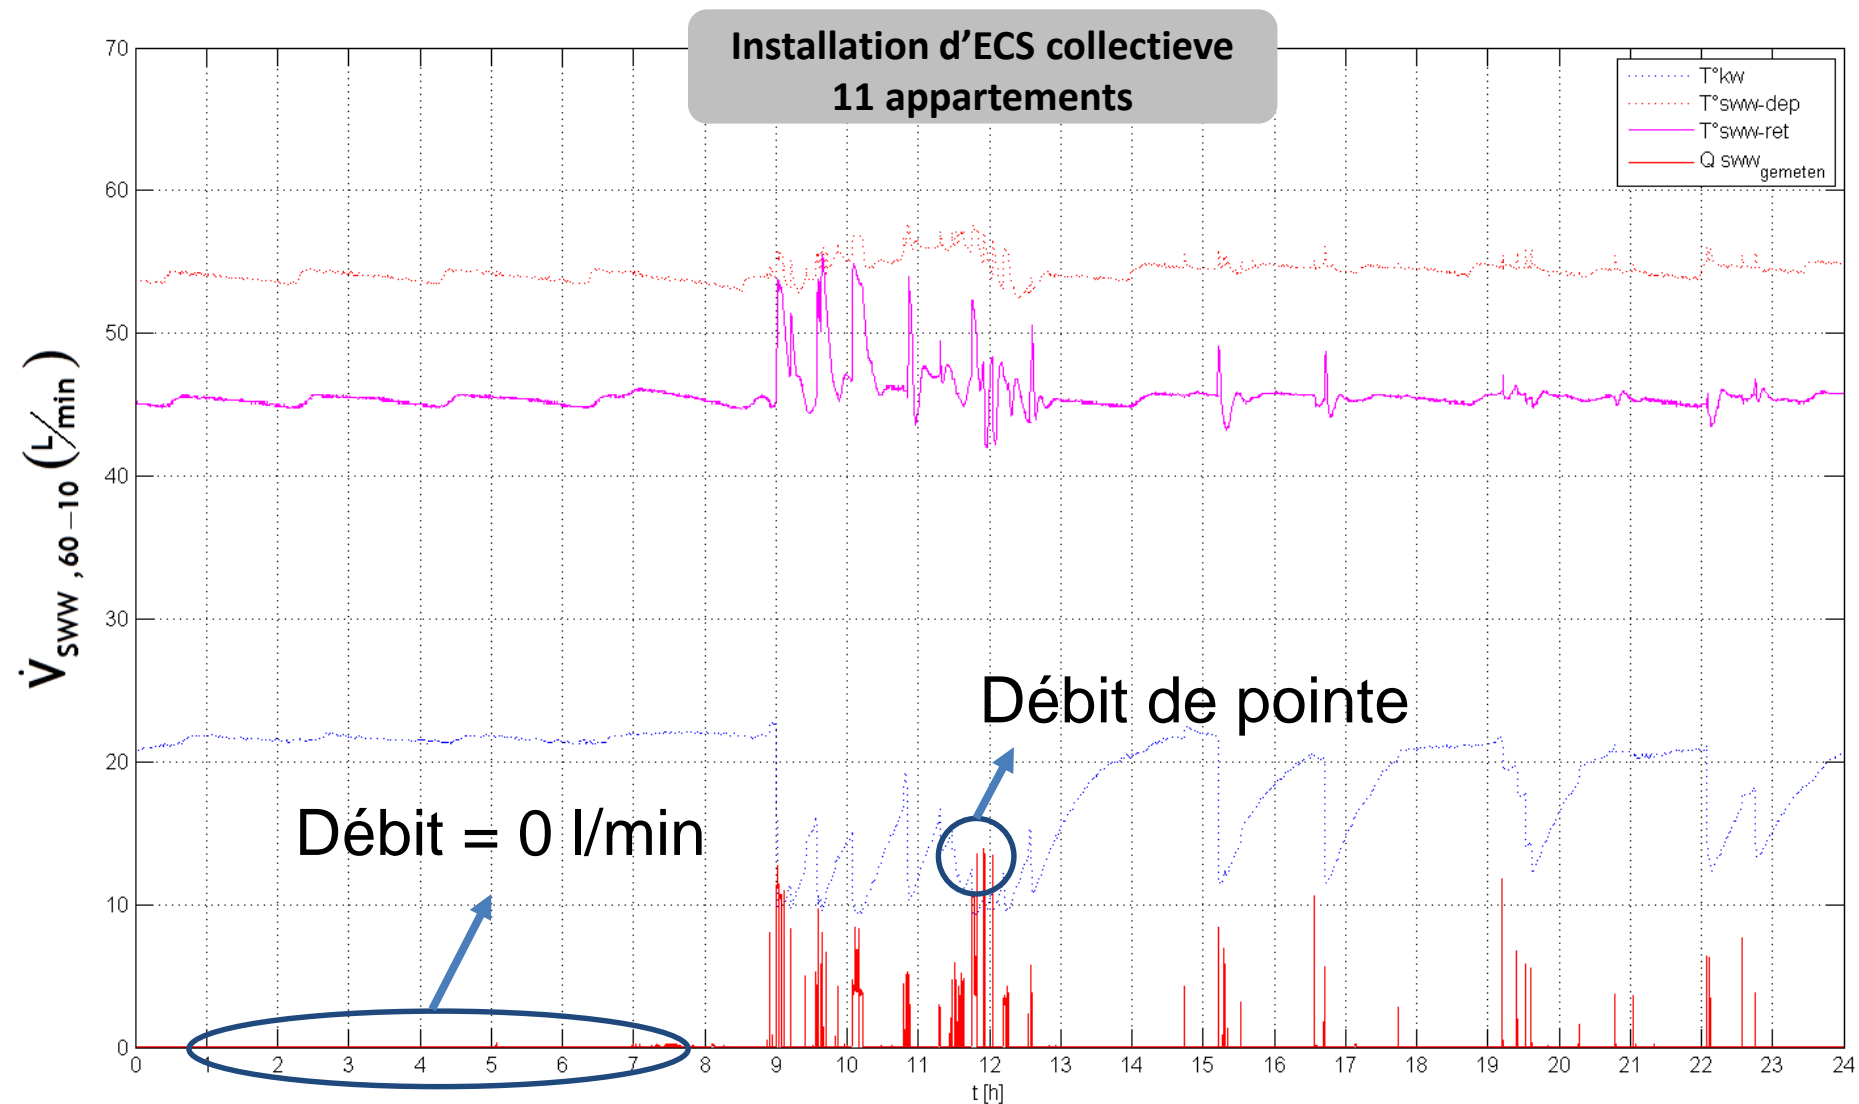 Installation d’ECS collectieve
11 appartements
T°kw
T°sww-dep
T°sww-ret
Q sww gemeten
V̇ SWW ,60-10 (L/min)
70
60
50
40
30
20
10
0
Débit de pointe
Débit = 0 l/min
0 1 2 3 4 5 6 7 8 9 10 11 12 13 14 15 16 17 18 19 20 21 22 23 24
t [h]